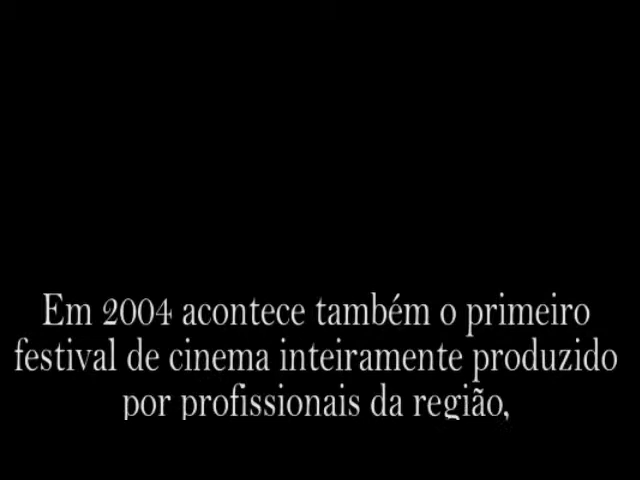 Em 2004 acontece também o primeiro
festival de cinema inteiramente produzido
por profissionais da região,